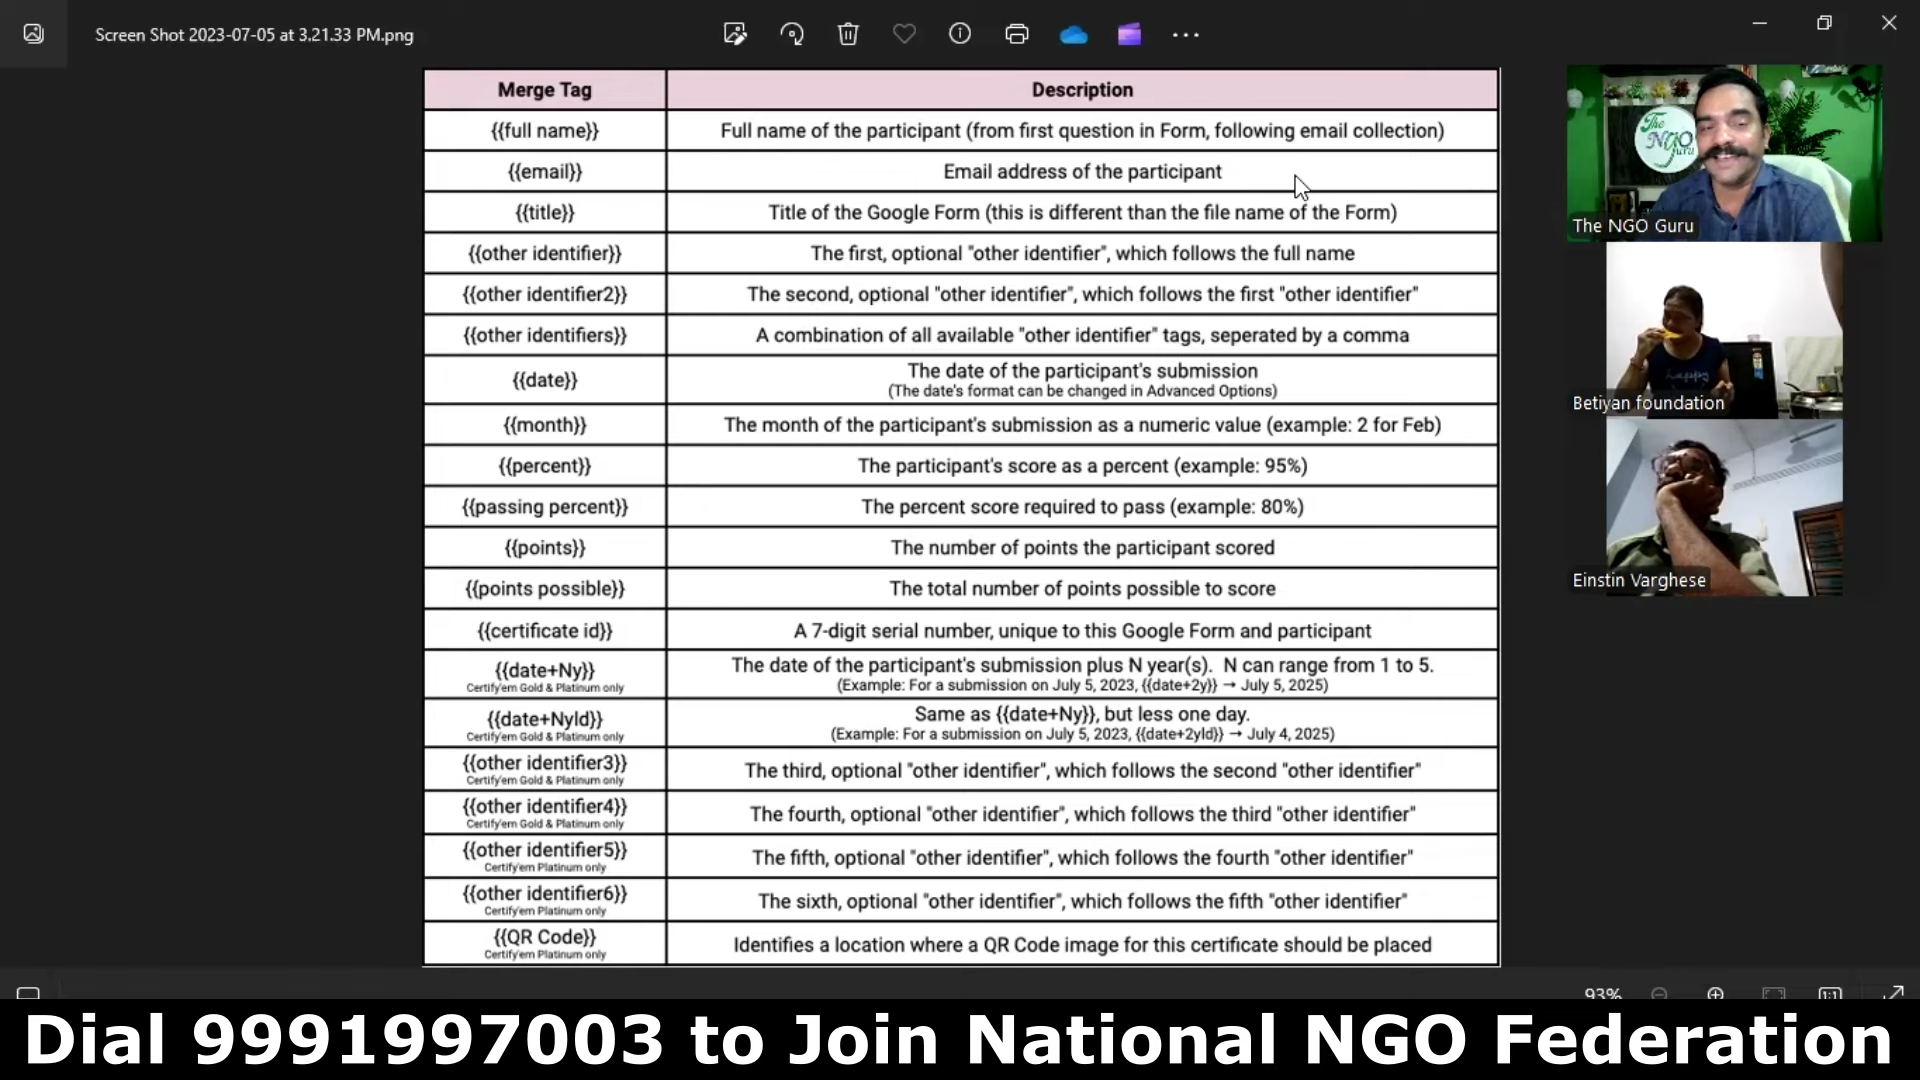 Screen Shot 2023-07-05 at 3.21.33 PM.png
Merge Tag
Description
{{full name}}
Full name of the participant (from first question in Form, following email collection)
{{email}}
Email address of the participant
{{title}}
Title of the Google Form (this is different than the file name of the Form)
{{other identifier}}
The first, optional "other identifier", which follows the full name
{{other identifier2}}
The second, optional "other identifier", which follows the first "other identifier"
{{other identifiers}}
A combination of all available "other identifier" tags, seperated by a comma
{{date}}
The date of the participant's submission
(The date's format can be changed in Advanced Options)
{{month}}
The month of the participant's submission as a numeric value (example: 2 for Feb)
{{percent}}
The participant's score as a percent (example: 95%)
{{passing percent}}
The percent score required to pass (example: 80%)
{{points}}
The number of points the participant scored
{{points possible}}
The total number of points possible to score
{{certificate id}}
A 7-digit serial number, unique to this Google Form and participant
{{date+Ny}}
Certify'em Gold & Platinum only
The date of the participant's submission plus N year(s). N can range from 1 to 5.
(Example: For a submission on July 5, 2023, {{date+2y}} → July 5, 2025)
{{date+Nyld}}
Certify'em Gold & Platinum only
Same as {{date+Ny}}, but less one day.
(Example: For a submission on July 5, 2023, {{date+2yld}} → July 4, 2025)
{{other identifier3}}
Certify'em Gold & Platinum only
The third, optional "other identifier", which follows the second "other identifier"
{{other identifier4}}
Certify'em Gold & Platinum only
The fourth, optional "other identifier", which follows the third "other identifier"
{{other identifier5}}
Certify'em Platinum only
The fifth, optional "other identifier", which follows the fourth "other identifier"
{{other identifier6}}
Certify'em Platinum only
The sixth, optional "other identifier", which follows the fifth "other identifier"
{{QR Code}}
Certify'em Platinum only
Identifies a location where a QR Code image for this certificate should be placed
The
NGO
Guru
The NGO Guru
happy
Betiyan foundation
Einstin Varghese
93%
1:1
Dial 9991997003 to Join National NGO Federation